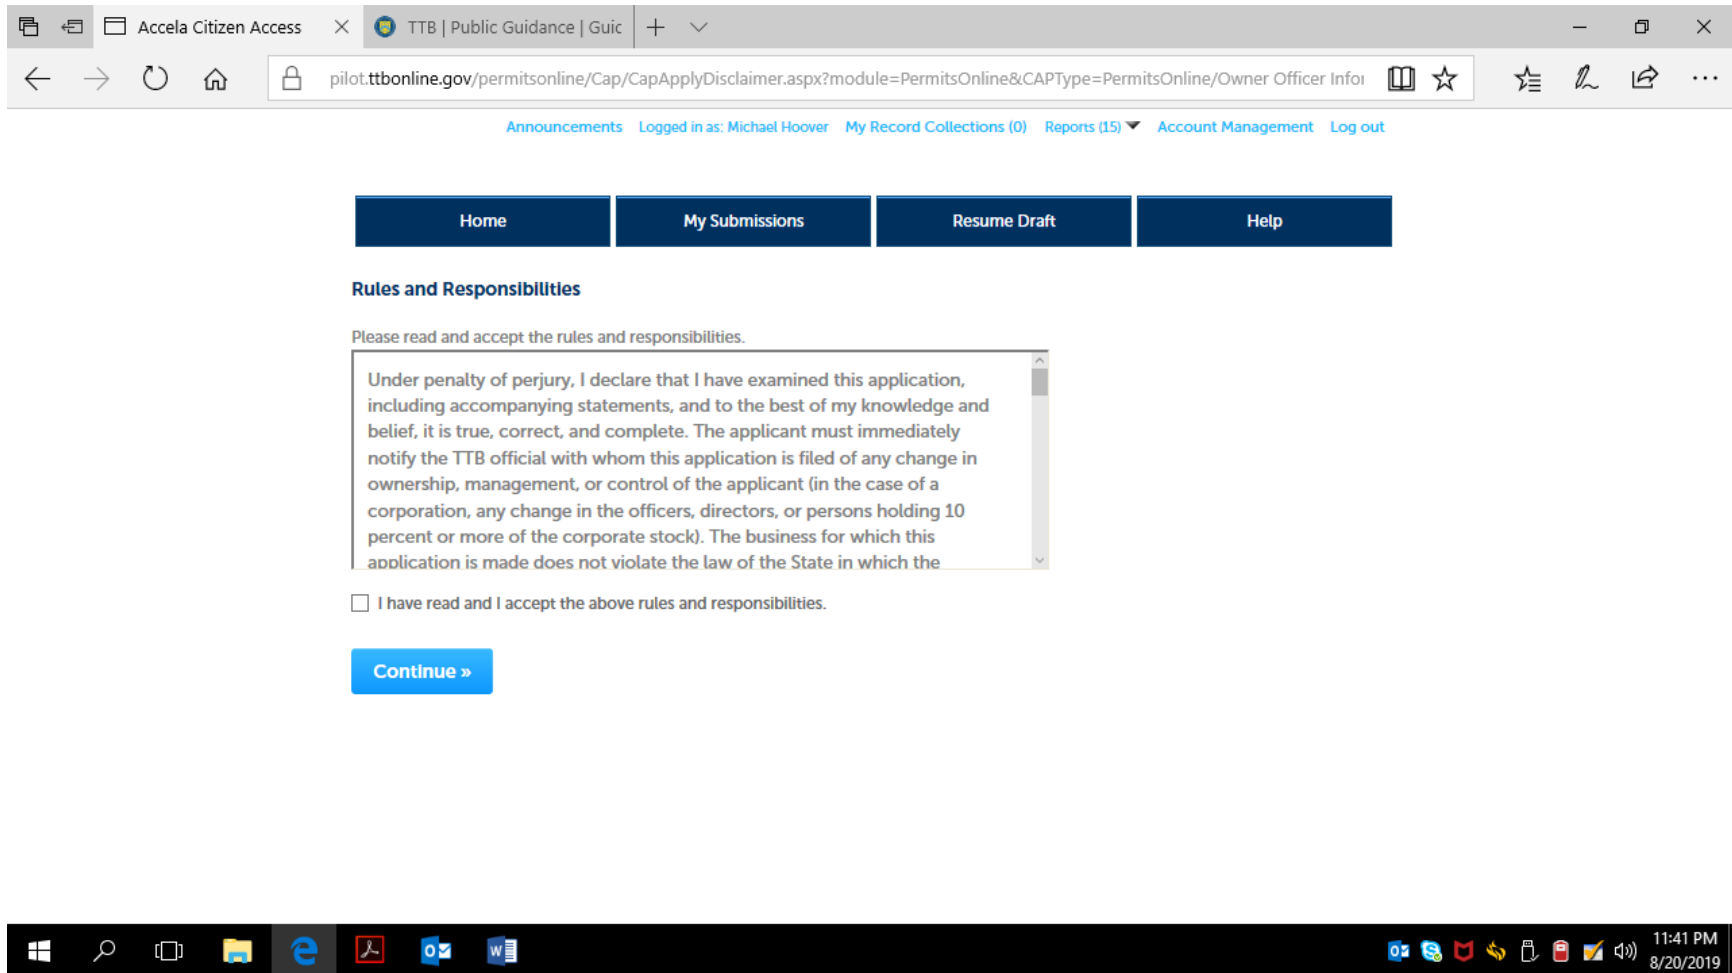 Accela Citizen Access
TTB | Public Guidance | Guic
pilot.ttbonline.gov/permitsonline/Cap/CapApplyDisclaimer.aspx?module=PermitsOnline&CAPType=PermitsOnline/Owner Officer Infor
Announcements Logged in as: Michael Hoover My Record Collections (0) Reports (15) Account Management Log out
Home My Submissions Resume Draft Help
Rules and Responsibilities
Please read and accept the rules and responsibilities.
Under penalty of perjury, I declare that I have examined this application,
including accompanying statements, and to the best of my knowledge and
belief, it is true, correct, and complete. The applicant must immediately
notify the TTB official with whom this application is filed of any change in
ownership, management, or control of the applicant (in the case of a
corporation, any change in the officers, directors, or persons holding 10
percent or more of the corporate stock). The business for which this
application is made does not violate the law of the State in which the
I have read and I accept the above rules and responsibilities.
Continue »
11:41 PM
8/20/2019